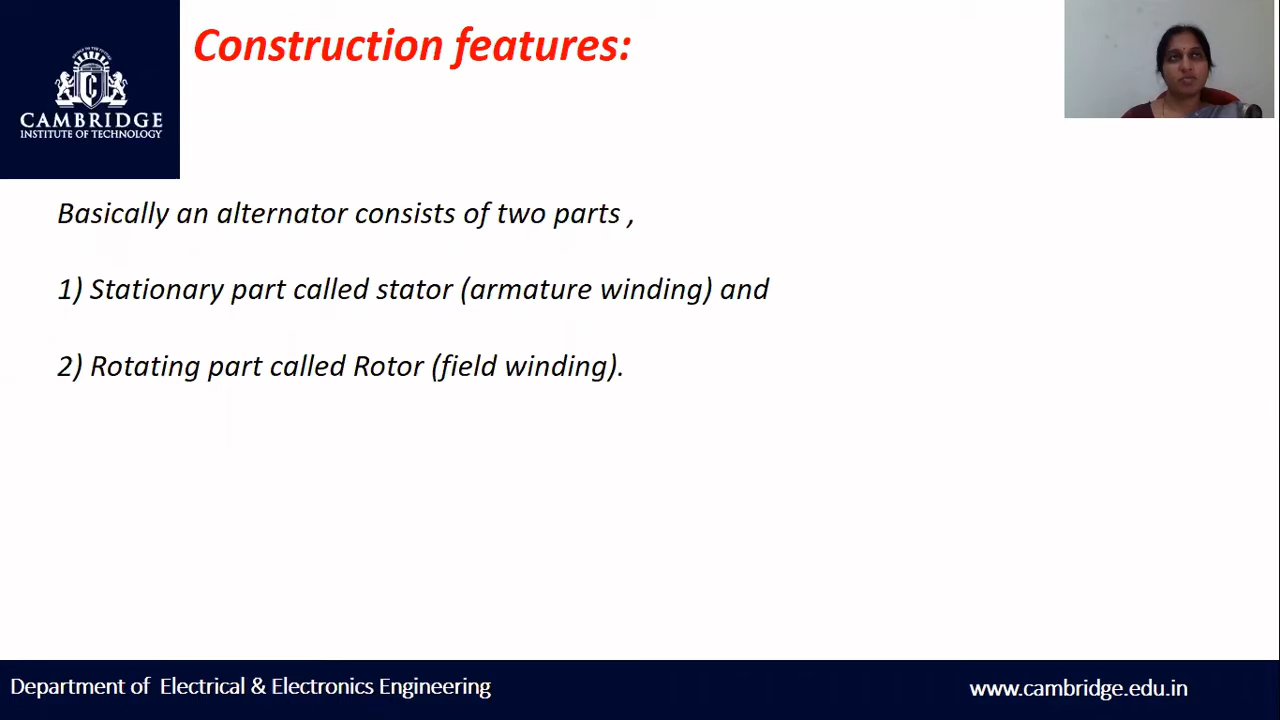 Construction features:
CAMBRIDGE
INSTITUTE OF TECHNOLOGY
Basically an alternator consists of two parts ,
1) Stationary part called stator (armature winding) and
2) Rotating part called Rotor (field winding).
Department of Electrical & Electronics Engineering
www.cambridge.edu.in